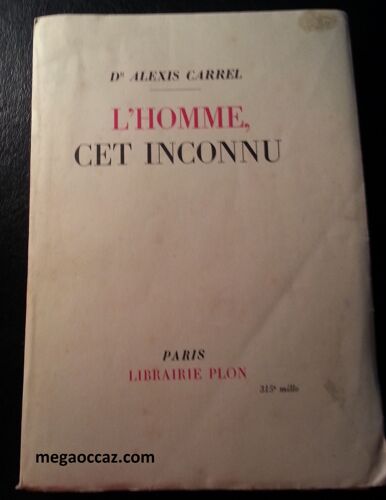 Dr ALEXIS CARREL
L'HOMME,
CET INCONNU
PARIS
LIBRAIRIE PLON
315e mille
megaoccaz.com